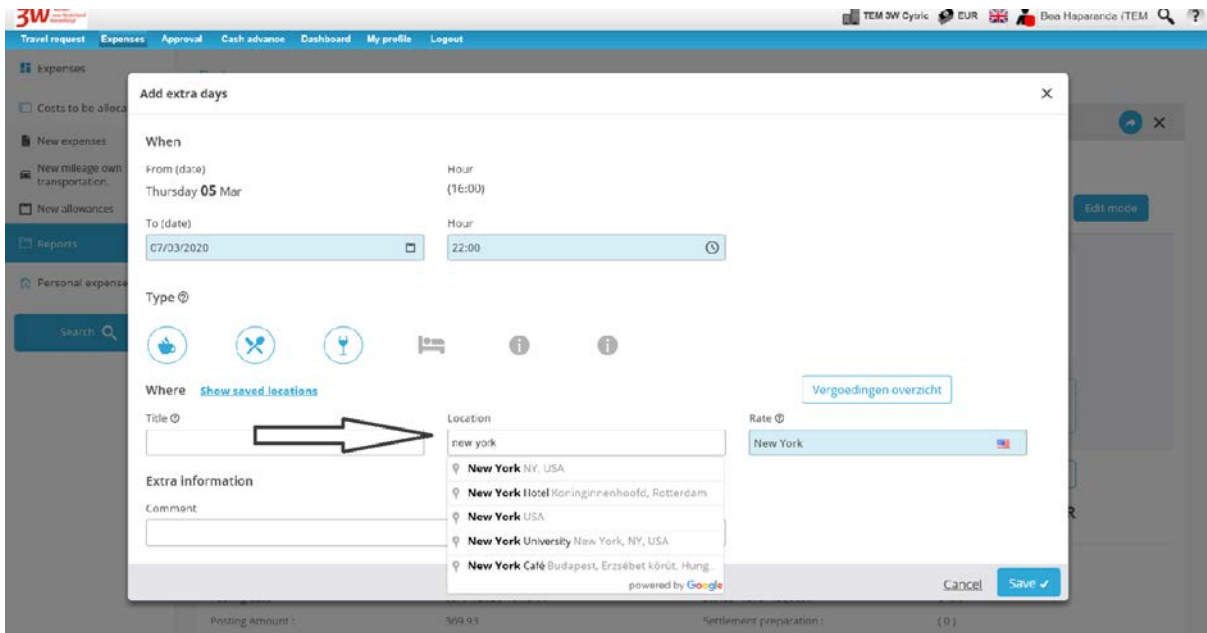 3W
TEM 3W Cytric EUR Bea Haparanda (TEM ?
Travel request Expenses Approval Cash advance Dashboard My profile Logout
Expenses
Add extra days
Costs to be alloca
When
New expenses
From (date) Hour
New mileage own
transportation.
Thursday 05 Mar (16:00)
New allowances
Edit mode
To (date) Hour
Reports
07/03/2020 22:00
Personal expense
Type
Search
Where Show saved locations Vergoedingen overzicht
Title Location Rate
new york New York
New York NY, USA
Extra information
New York Hotel Koninginnenhoofd, Rotterdam
Comment
New York USA
New York University New York, NY, USA
New York Café Budapest, Erzsébet körút, Hung..
powered by Google
Cancel Save
Posting Amount : 369.93 Settlement preparation : ( 0 )